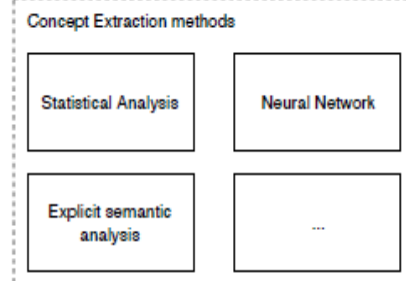 Concept Extraction methods
Statistical Analysis
Neural Network
Explicit semantic
analysis
...